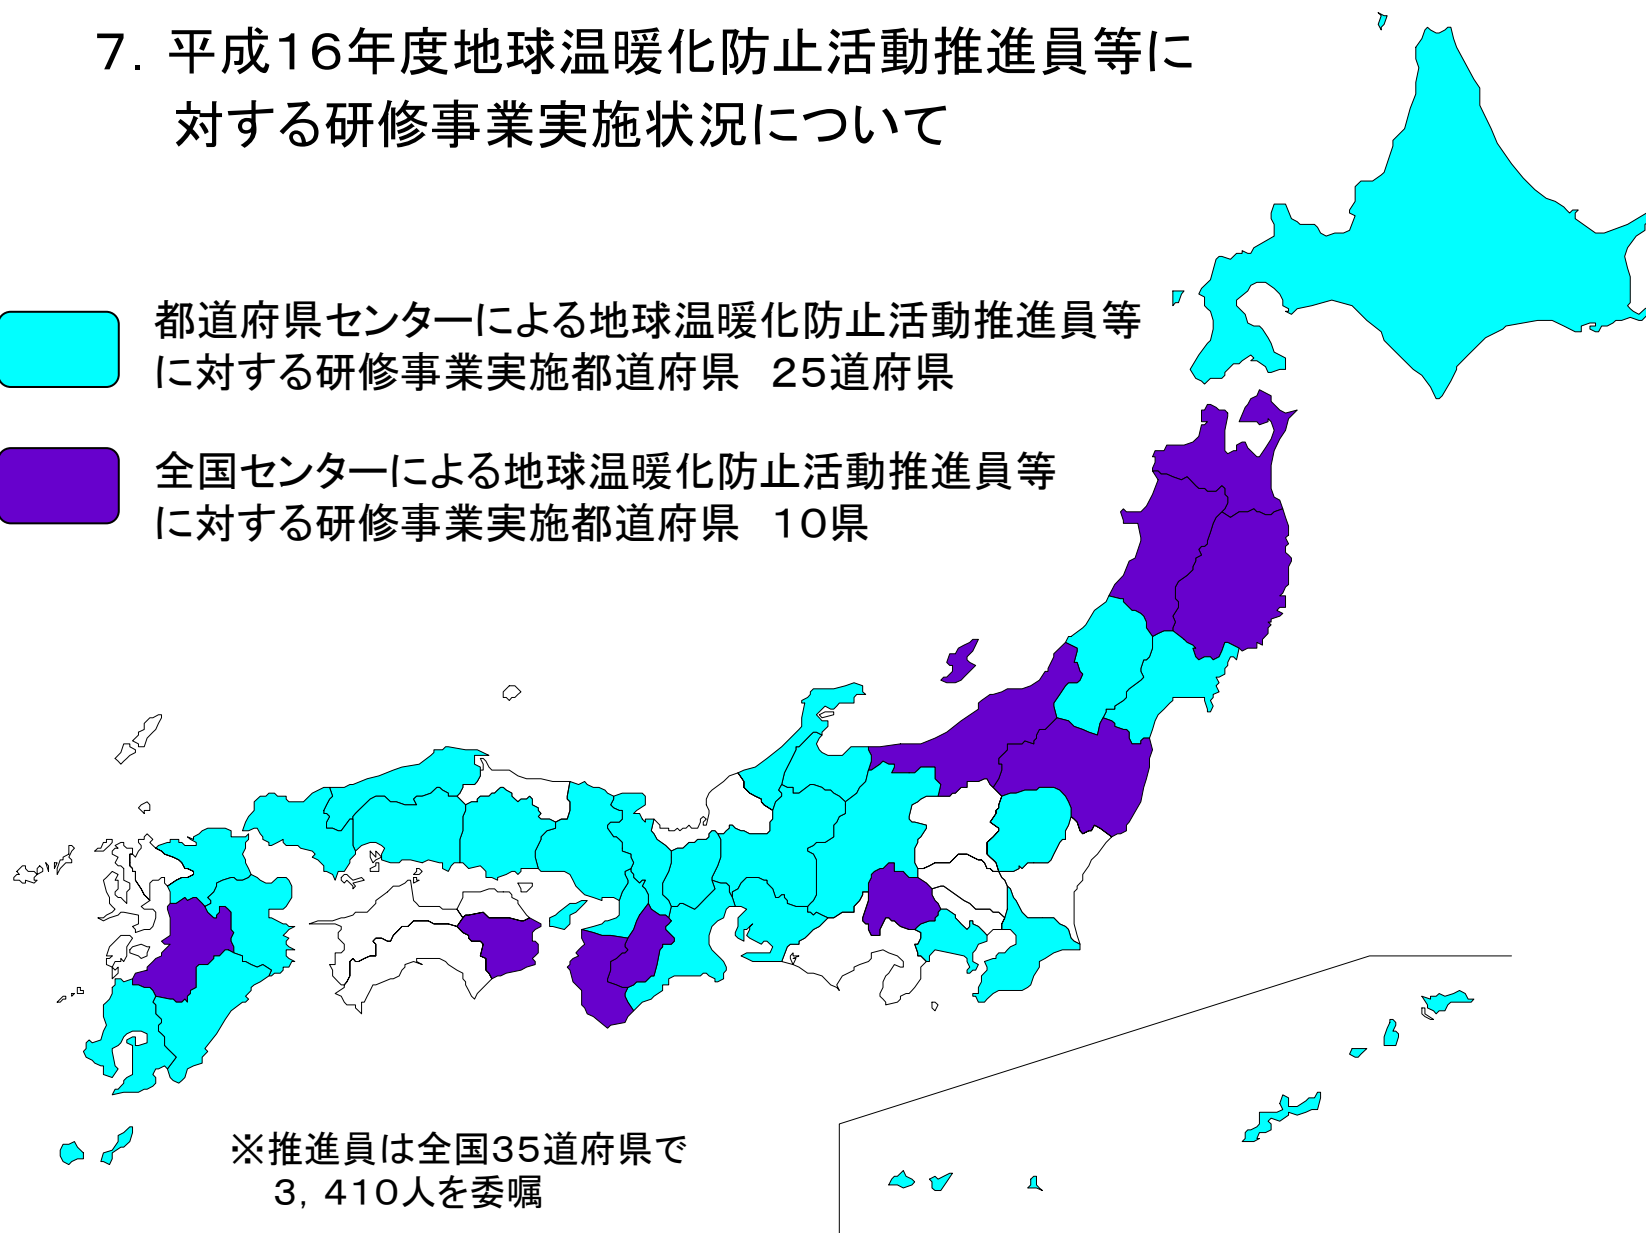 ７．平成１６年度地球温暖化防止活動推進員等に
対する研修事業実施状況について
都道府県センターによる地球温暖化防止活動推進員等
に対する研修事業実施都道府県　２５道府県
全国センターによる地球温暖化防止活動推進員等
に対する研修事業実施都道府県　１０県
※推進員は全国３５道府県で
３，４１０人を委嘱